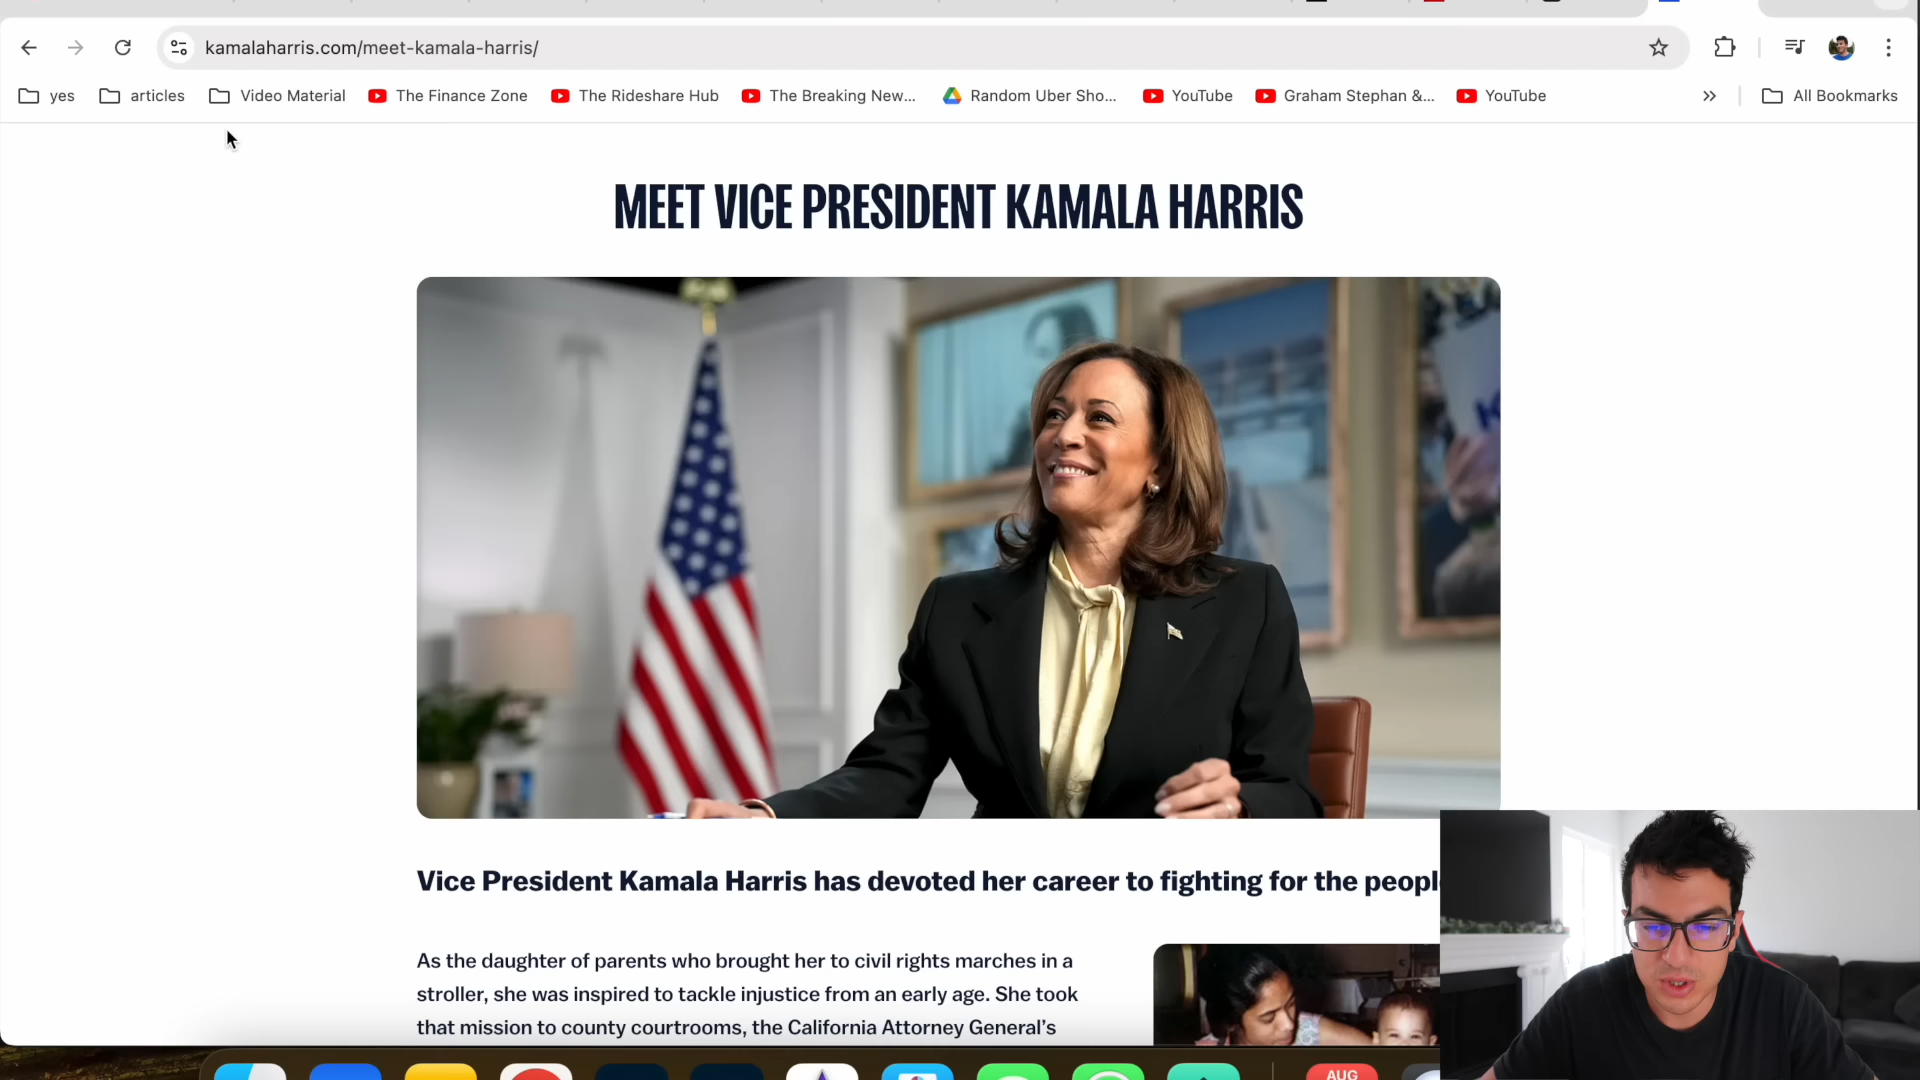 kamalaharris.com/meet-kamala-harris/
yes articles Video Material The Finance Zone The Rideshare Hub The Breaking New... Random Uber Sho... YouTube Graham Stephan &... YouTube All Bookmarks
MEET VICE PRESIDENT KAMALA HARRIS
Vice President Kamala Harris has devoted her career to fighting for the peopl
As the daughter of parents who brought her to civil rights marches in a
stroller, she was inspired to tackle injustice from an early age. She took
that mission to county courtrooms, the California Attorney General’s
AUG